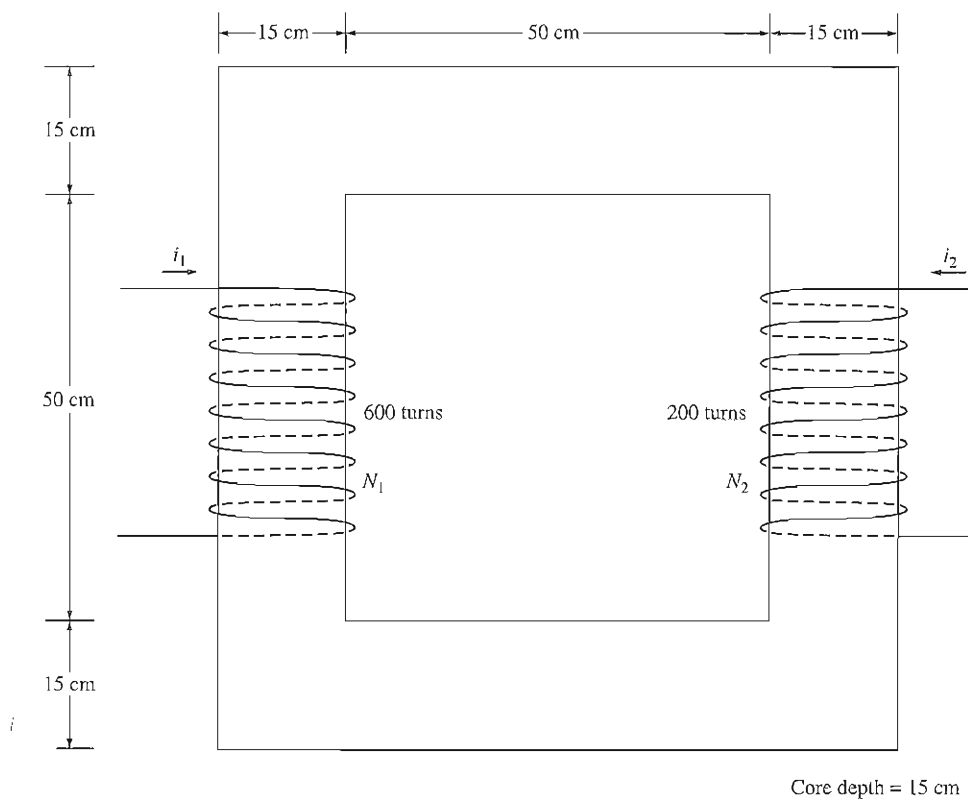 15 cm 50 cm 15 cm
15 cm
i₁ i₂
50 cm 600 turns 200 turns
N₁ N₂
15 cm
i
Core depth = 15 cm